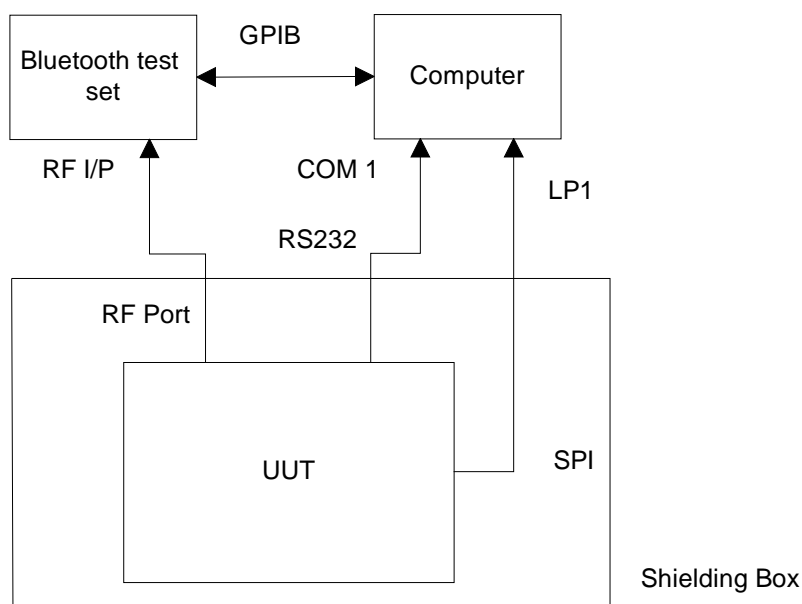 GPIB
Bluetooth test
set
Computer
RF I/P
COM 1
LP1
RS232
RF Port
UUT
SPI
Shielding Box